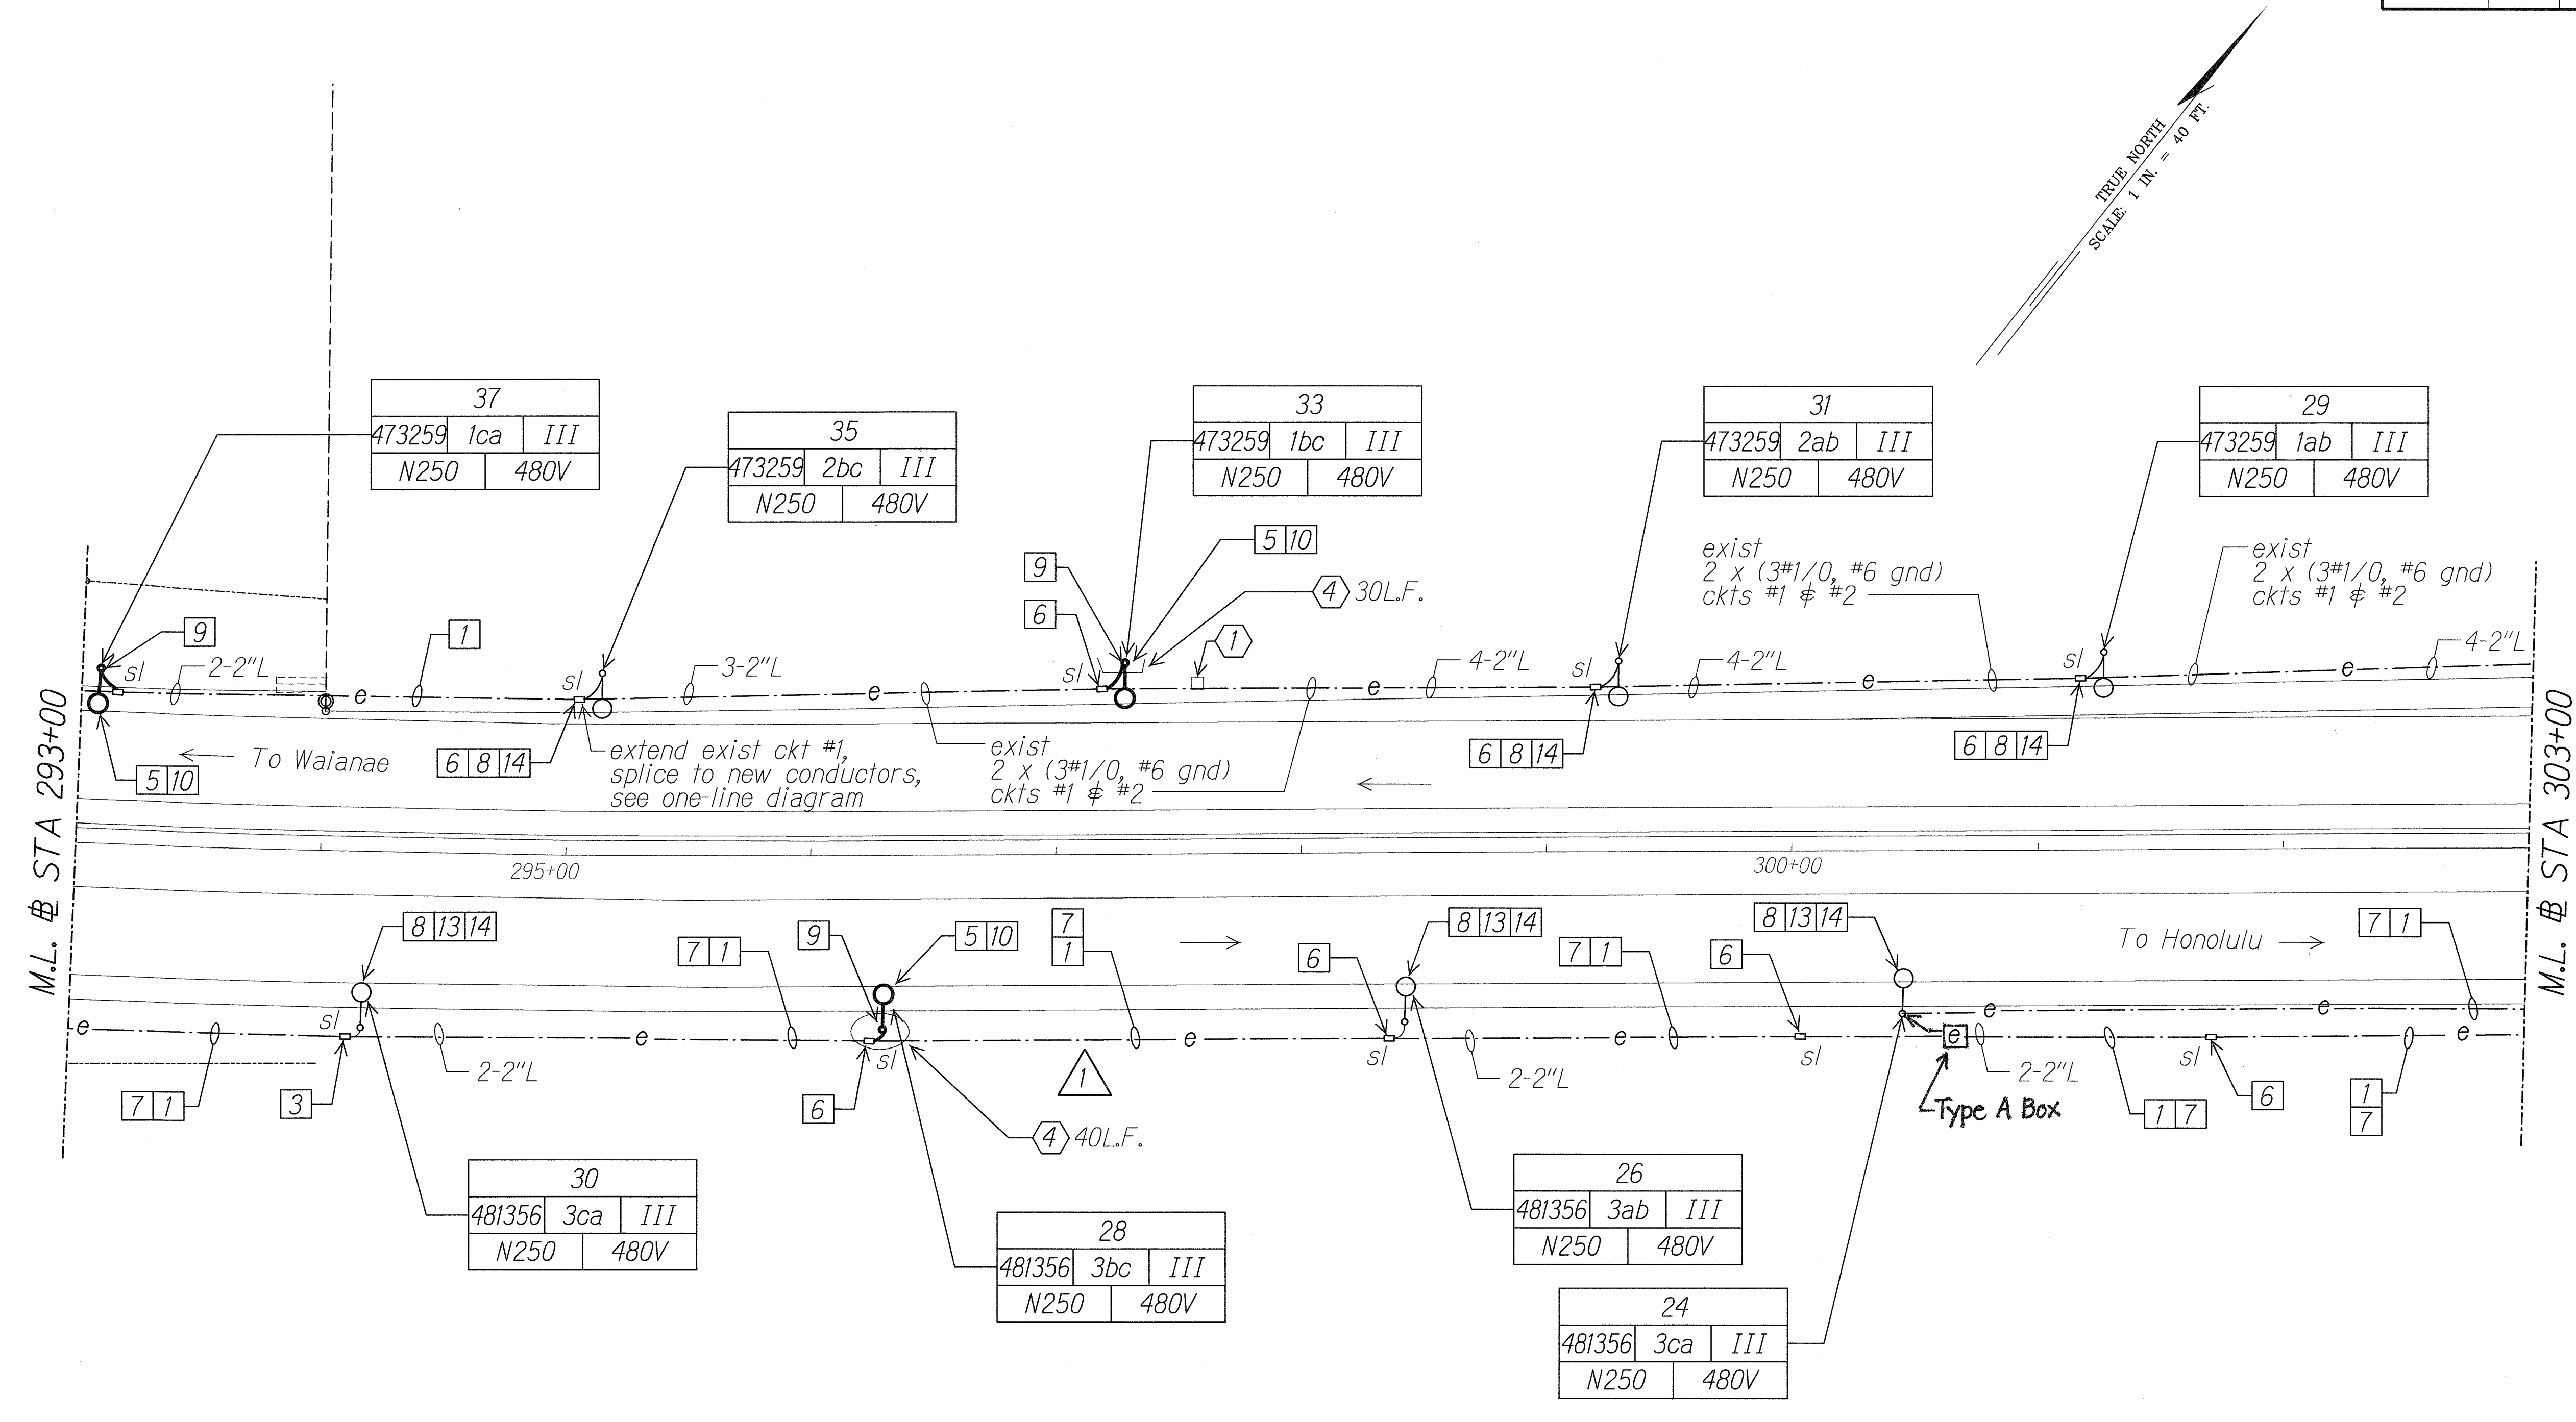 TRUE NORTH
SCALE: 1 IN. = 40 FT.
37
473259 1ca III
N250 480V
35
473259 2bc III
N250 480V
33
473259 1bc III
N250 480V
31
473259 2ab III
N250 480V
29
473259 1ab III
N250 480V
5 10
9
4 30L.F.
6
1
exist
2 x (3#1/0, #6 gnd)
ckts #1 & #2
exist
2 x (3#1/0, #6 gnd)
ckts #1 & #2
9
sl
2-2"L
1
e
sl
3-2"L
e
sl
e
4-2"L
sl
4-2"L
e
sl
e
4-2"L
5 10
To Waianae
6 8 14
extend exist ckt #1,
splice to new conductors,
see one-line diagram
exist
2 x (3#1/0, #6 gnd)
ckts #1 & #2
6 8 14
6 8 14
M.L. B STA 293+00
M.L. B STA 303+00
295+00
300+00
8 13 14
7 1
9
5 10
7
1
6
8 13 14
7 1
6
8 13 14
To Honolulu
7 1
e
sl
e
sl
e
sl
e
sl
e
e
e
sl
e
7 1
3
2-2"L
6
1
4 40L.F.
2-2"L
Type A Box
2-2"L
1 7
6
1
7
30
481356 3ca III
N250 480V
28
481356 3bc III
N250 480V
26
481356 3ab III
N250 480V
24
481356 3ca III
N250 480V